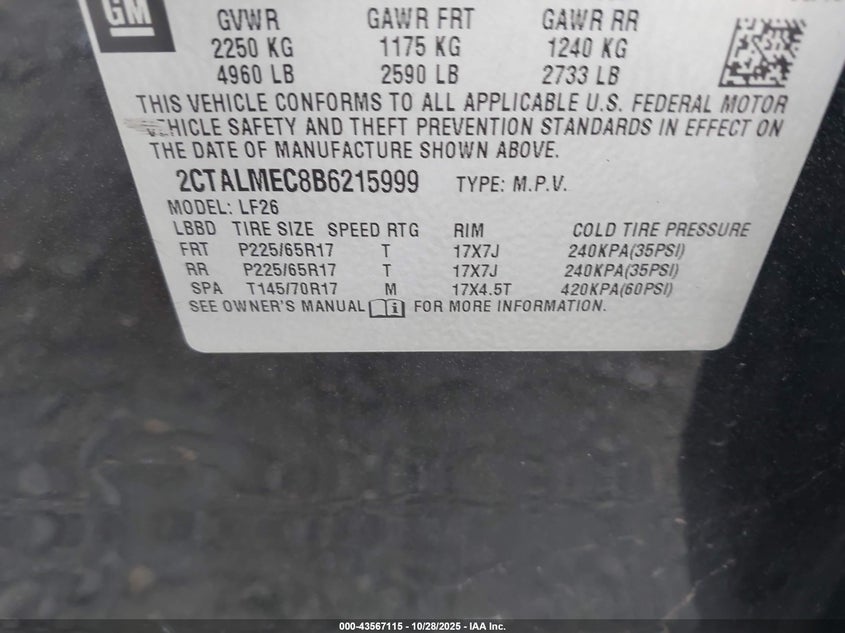 GM
GVWR GAWR FRT GAWR RR
2250 KG 1175 KG 1240 KG
4960 LB 2590 LB 2733 LB
THIS VEHICLE CONFORMS TO ALL APPLICABLE U.S. FEDERAL MOTOR
VEHICLE SAFETY AND THEFT PREVENTION STANDARDS IN EFFECT ON
THE DATE OF MANUFACTURE SHOWN ABOVE.
2CTALMEC8B6215999 TYPE: M.P.V.
MODEL: LF26
LBBD TIRE SIZE SPEED RTG RIM COLD TIRE PRESSURE
FRT P225/65R17 T 17X7J 240KPA(35PSI)
RR P225/65R17 T 17X7J 240KPA(35PSI)
SPA T145/70R17 M 17X4.5T 420KPA(60PSI)
SEE OWNER'S MANUAL FOR MORE INFORMATION.
000-43567115 | 10/28/2025 | IAA Inc.